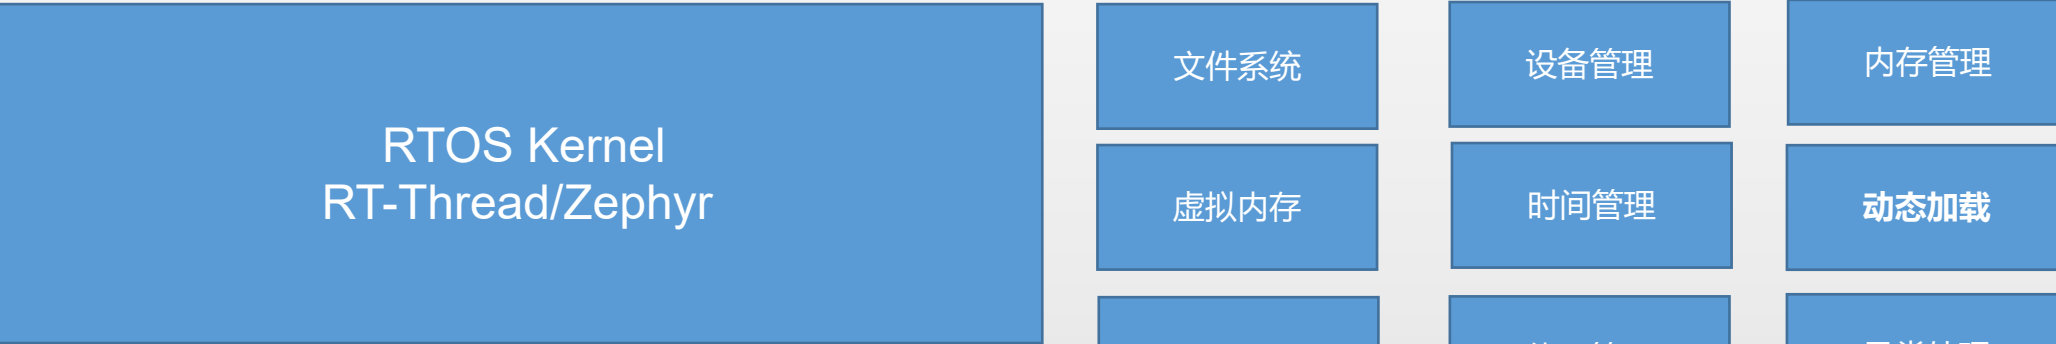 RTOS Kernel
RT-Thread/Zephyr
文件系统
设备管理
内存管理
虚拟内存
时间管理
动态加载